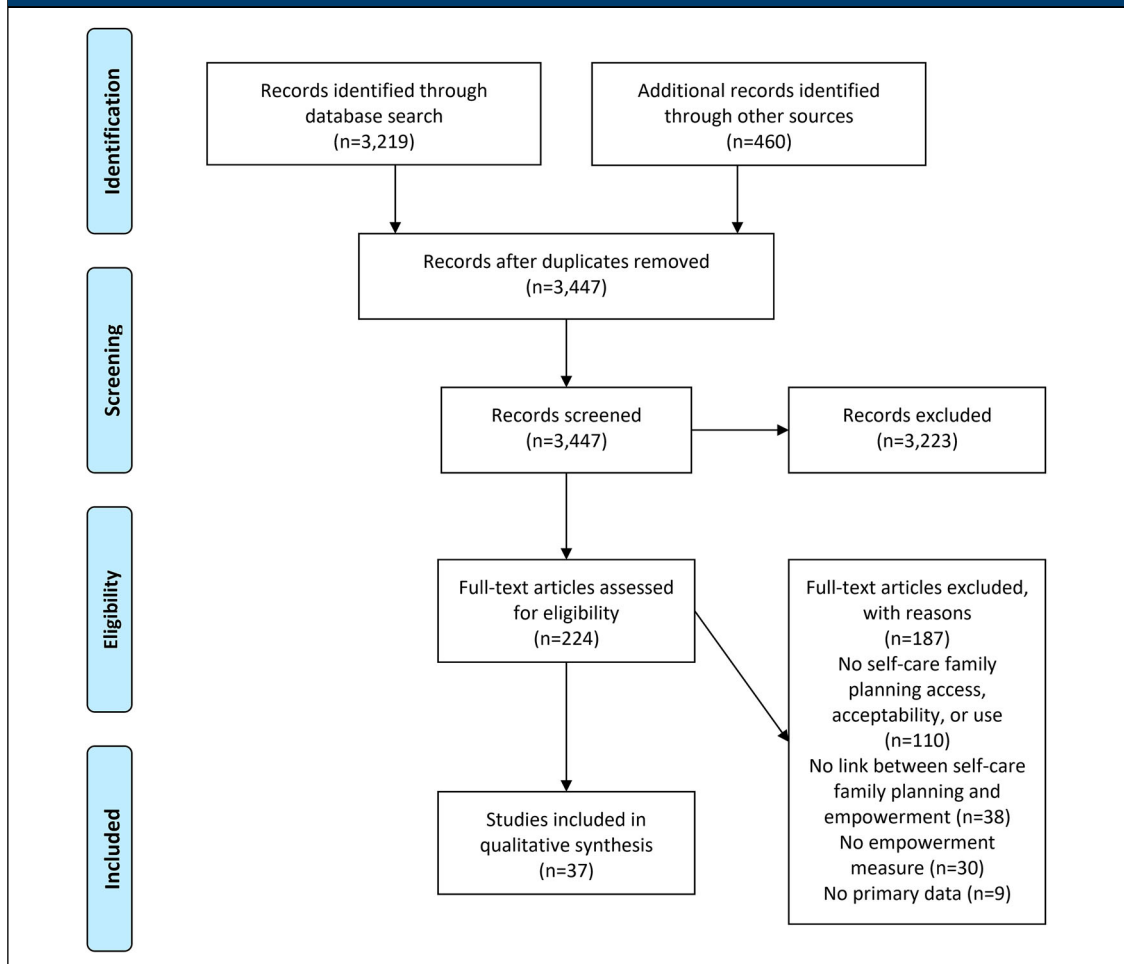 Identification
Records identified through
database search
(n=3,219)
Additional records identified
through other sources
(n=460)
Records after duplicates removed
(n=3,447)
Screening
Records screened
(n=3,447)
Records excluded
(n=3,223)
Eligibility
Full-text articles assessed
for eligibility
(n=224)
Full-text articles excluded,
with reasons
(n=187)
No self-care family
planning access,
acceptability, or use
(n=110)
No link between self-care
family planning and
empowerment (n=38)
No empowerment
measure (n=30)
No primary data (n=9)
Included
Studies included in
qualitative synthesis
(n=37)